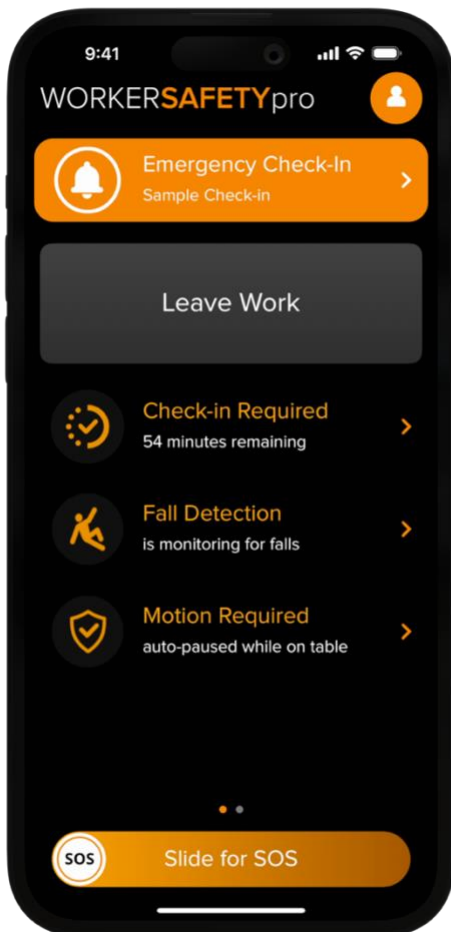 9:41
WORKERSAFETYpro
Emergency Check-In
Sample Check-in
Leave Work
Check-in Required
54 minutes remaining
Fall Detection
is monitoring for falls
Motion Required
auto-paused while on table
SOS
Slide for SOS